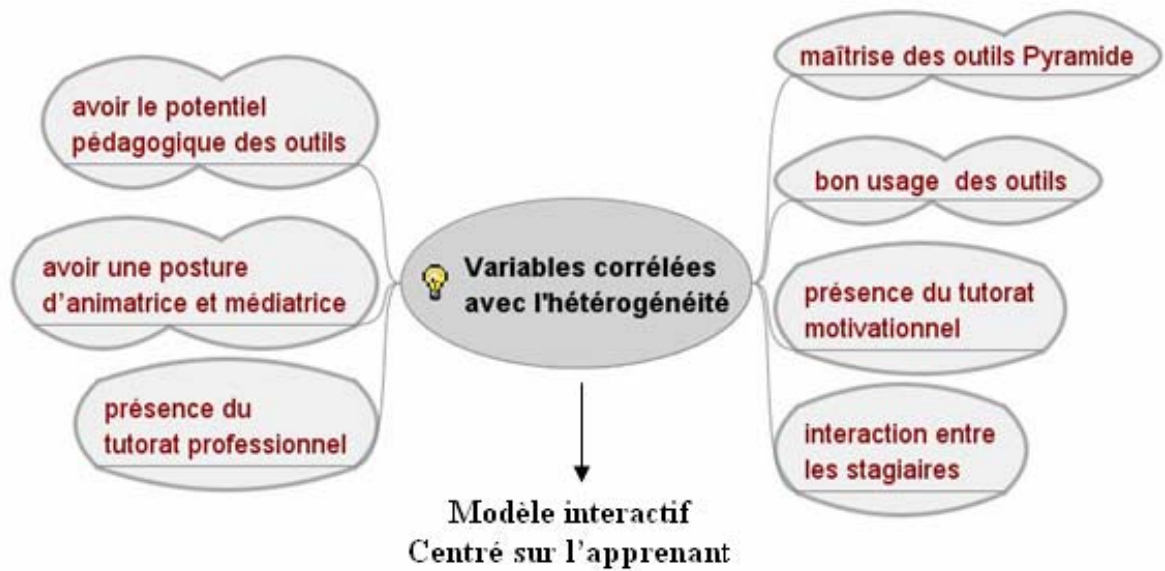 avoir le potentiel
pédagogique des outils
avoir une posture
d’animatrice et médiatrice
présence du
tutorat professionnel
Variables corrélées
avec l'hétérogénéité
maîtrise des outils Pyramide
bon usage des outils
présence du tutorat
motivationnel
interaction entre
les stagiaires
Modèle interactif
Centré sur l’apprenant